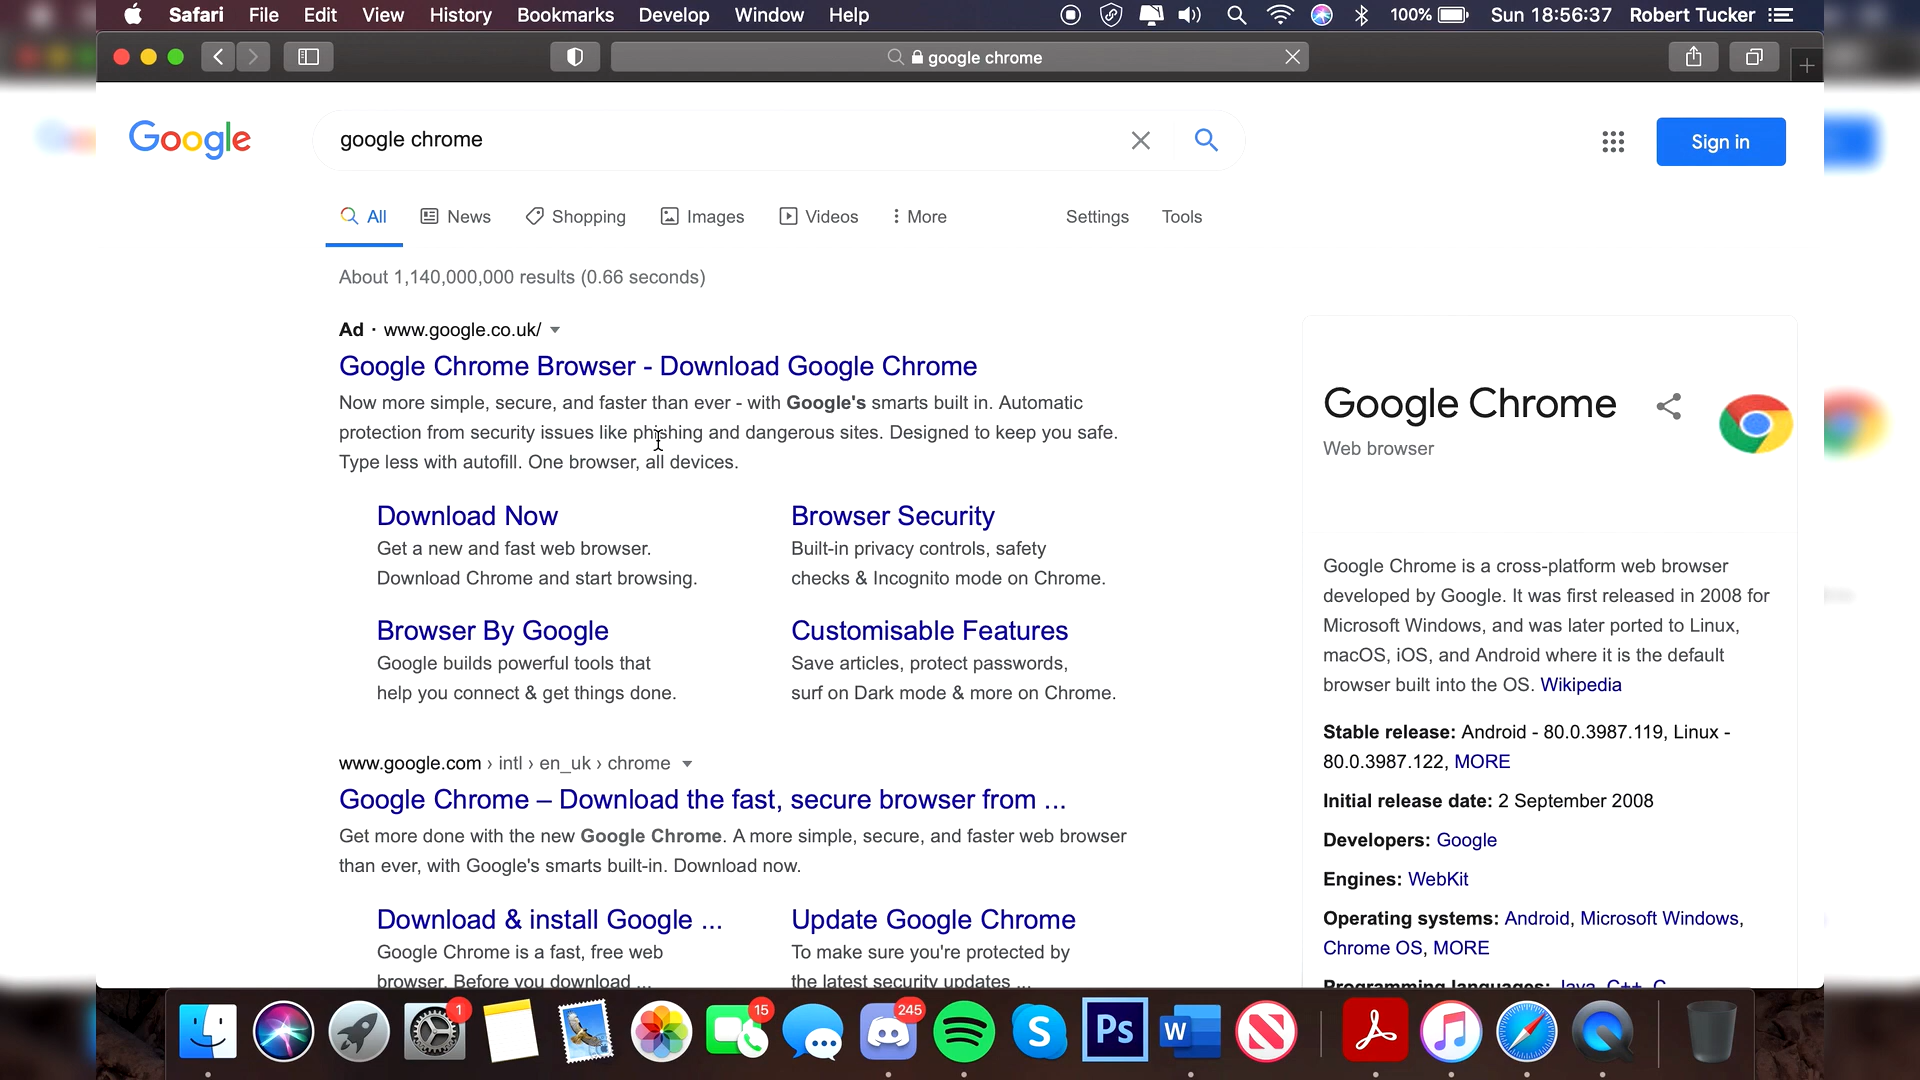 Safari File Edit View History Bookmarks Develop Window Help 100% Sun 18:56:37 Robert Tucker
google chrome
Google google chrome Sign in
All News Shopping Images Videos More Settings Tools
About 1,140,000,000 results (0.66 seconds)
Ad · www.google.co.uk/
Google Chrome Browser - Download Google Chrome
Now more simple, secure, and faster than ever - with Google's smarts built in. Automatic
protection from security issues like phishing and dangerous sites. Designed to keep you safe.
Type less with autofill. One browser, all devices.
Download Now
Get a new and fast web browser.
Download Chrome and start browsing.
Browser Security
Built-in privacy controls, safety
checks & Incognito mode on Chrome.
Browser By Google
Google builds powerful tools that
help you connect & get things done.
Customisable Features
Save articles, protect passwords,
surf on Dark mode & more on Chrome.
www.google.com › intl › en_uk › chrome
Google Chrome – Download the fast, secure browser from ...
Get more done with the new Google Chrome. A more simple, secure, and faster web browser
than ever, with Google's smarts built-in. Download now.
Download & install Google ...
Google Chrome is a fast, free web
browser. Before you download ...
Update Google Chrome
To make sure you're protected by
the latest security updates ...
Google Chrome
Web browser
Google Chrome is a cross-platform web browser
developed by Google. It was first released in 2008 for
Microsoft Windows, and was later ported to Linux,
macOS, iOS, and Android where it is the default
browser built into the OS. Wikipedia
Stable release: Android - 80.0.3987.119, Linux -
80.0.3987.122, MORE
Initial release date: 2 September 2008
Developers: Google
Engines: WebKit
Operating systems: Android, Microsoft Windows,
Chrome OS, MORE
Programming languages: Java, C++, C
1 15 245
Ps W